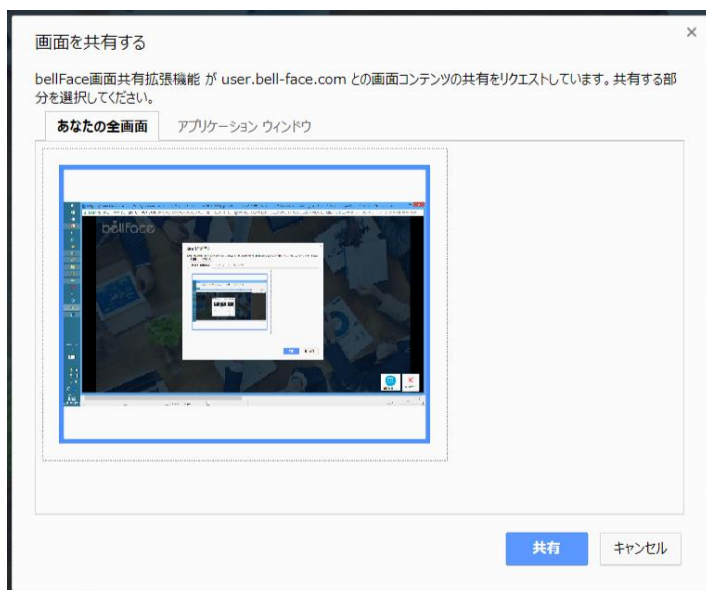 画面を共有する
bellFace画面共有拡張機能 が user.bell-face.com との画面コンテンツの共有をリクエストしています。共有する部
分を選択してください。
あなたの全画面 アプリケーション ウィンドウ
bellFace
共有 キャンセル